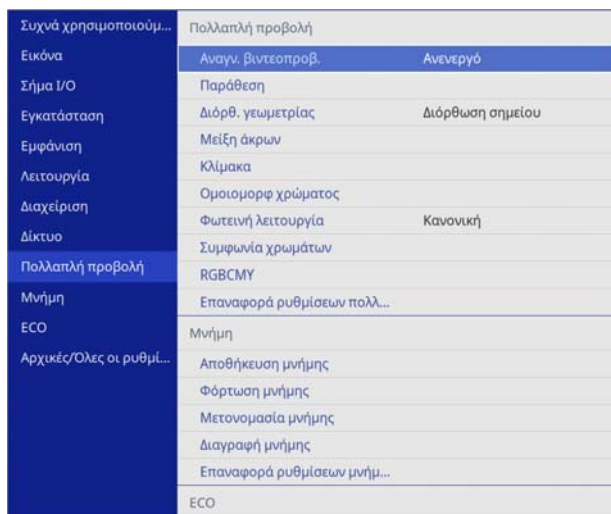 Συχνά χρησιμοποιούμ...
Εικόνα
Σήμα I/O
Εγκατάσταση
Εμφάνιση
Λειτουργία
Διαχείριση
Δίκτυο
Πολλαπλή προβολή
Μνήμη
ECO
Αρχικές/Όλες οι ρυθμί...
Πολλαπλή προβολή
Αναγν. βιντεοπροβ. Ανενεργό
Παράθεση
Διόρθ. γεωμετρίας Διόρθωση σημείου
Μείξη άκρων
Κλίμακα
Ομοιομορφ χρώματος
Φωτεινή λειτουργία Κανονική
Συμφωνία χρωμάτων
RGBCMY
Επαναφορά ρυθμίσεων πολλ...
Μνήμη
Αποθήκευση μνήμης
Φόρτωση μνήμης
Μετονομασία μνήμης
Διαγραφή μνήμης
Επαναφορά ρυθμίσεων μνήμ...
ECO